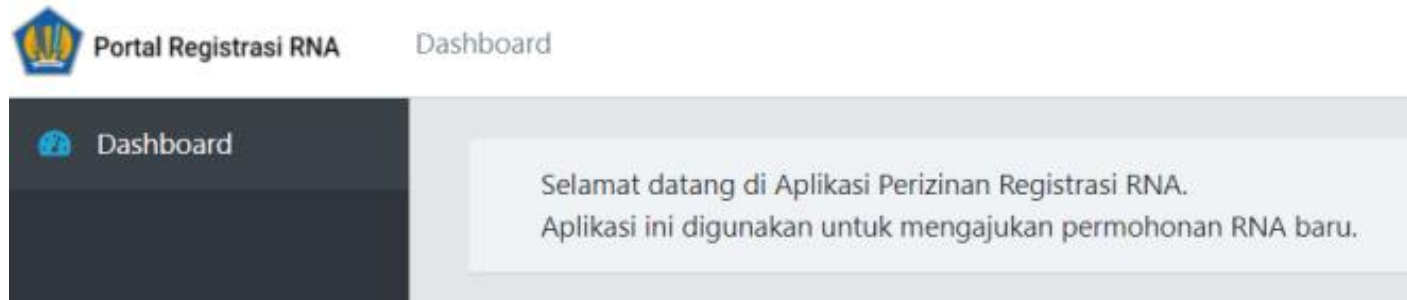 Portal Registrasi RNA
Dashboard
Dashboard
Selamat datang di Aplikasi Perizinan Registrasi RNA.
Aplikasi ini digunakan untuk mengajukan permohonan RNA baru.